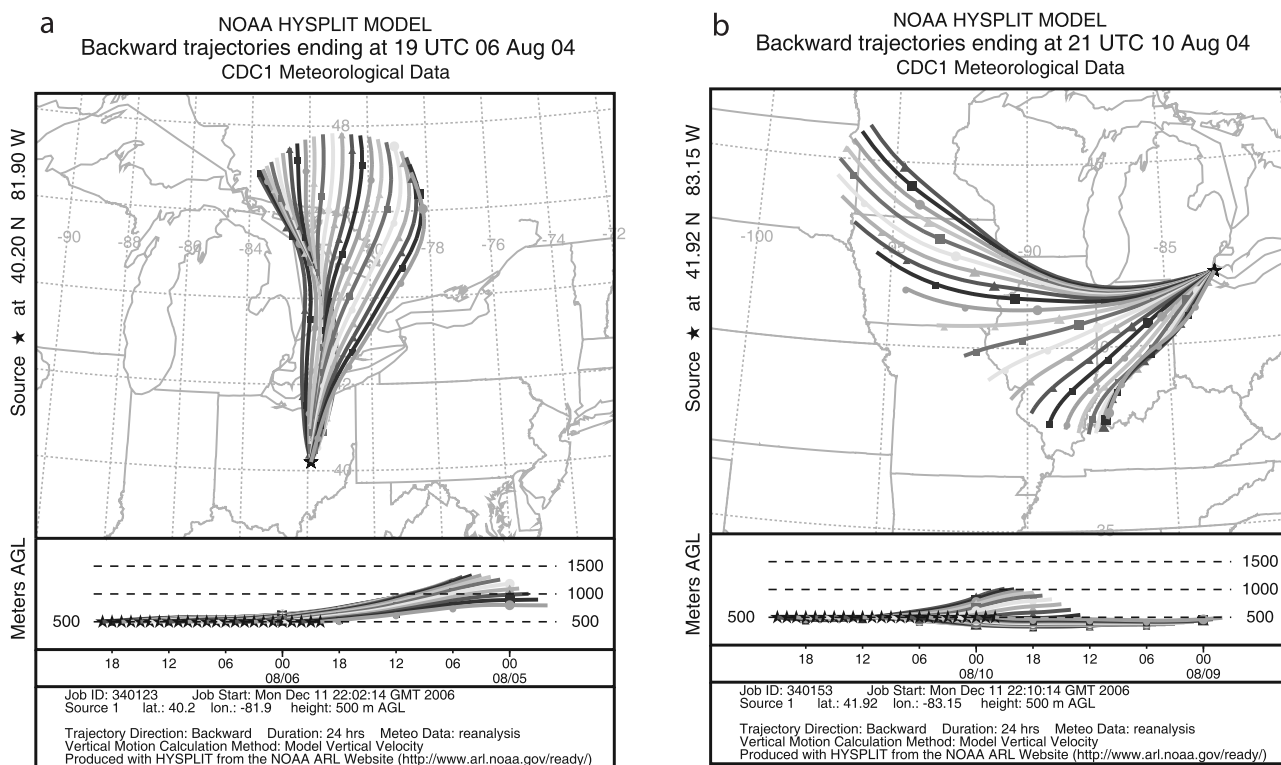 a
NOAA HYSPLIT MODEL
Backward trajectories ending at 19 UTC 06 Aug 04
CDC1 Meteorological Data
Source ★ at 40.20 N 81.90 W
48
-90
-88
-86
-84
-78
-76
-74
-72
40
Meters AGL
1500
1000
500
500
18 12 06 00 18 12 06 00
08/06 08/05
Job ID: 340123 Job Start: Mon Dec 11 22:02:14 GMT 2006
Source 1 lat.: 40.2 lon.: -81.9 height: 500 m AGL
Trajectory Direction: Backward Duration: 24 hrs Meteo Data: reanalysis
Vertical Motion Calculation Method: Model Vertical Velocity
Produced with HYSPLIT from the NOAA ARL Website (http://www.arl.noaa.gov/ready/)
b
NOAA HYSPLIT MODEL
Backward trajectories ending at 21 UTC 10 Aug 04
CDC1 Meteorological Data
Source ★ at 41.92 N 83.15 W
-100
-95
-90
-85
35
Meters AGL
1500
1000
500
500
18 12 06 00 18 12 06 00
08/10 08/09
Job ID: 340153 Job Start: Mon Dec 11 22:10:14 GMT 2006
Source 1 lat.: 41.92 lon.: -83.15 height: 500 m AGL
Trajectory Direction: Backward Duration: 24 hrs Meteo Data: reanalysis
Vertical Motion Calculation Method: Model Vertical Velocity
Produced with HYSPLIT from the NOAA ARL Website (http://www.arl.noaa.gov/ready/)